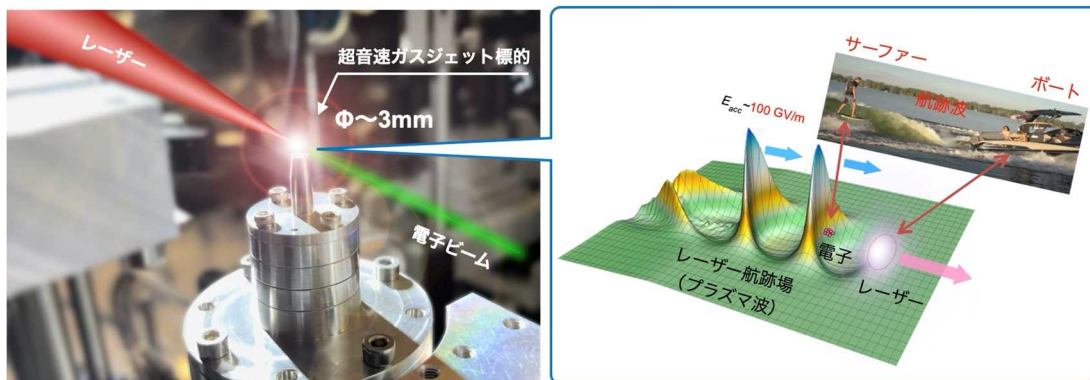 レーザー
超音速ガスジェット標的
Φ〜3mm
電子ビーム
サーファー
ボート
航跡波
E_acc~100 GV/m
電子
レーザー航跡場
(プラズマ波)
レーザー